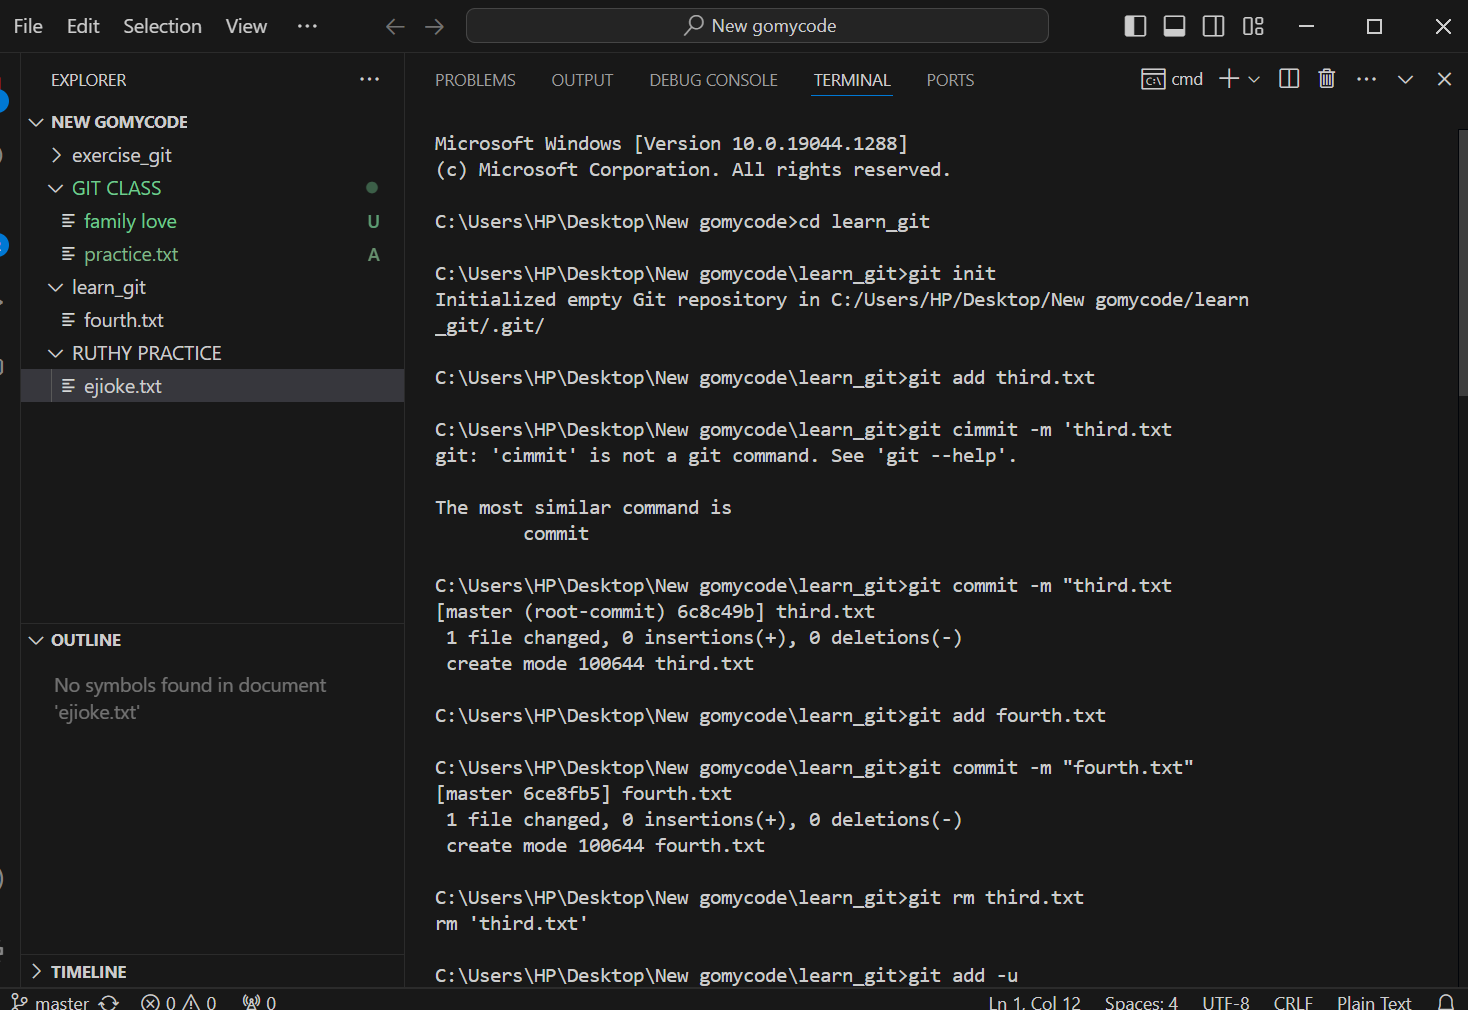 File Edit Selection View ··· New gomycode
EXPLORER ···
NEW GOMYCODE
exercise_git
GIT CLASS
family love U
practice.txt A
learn_git
fourth.txt
RUTHY PRACTICE
ejioke.txt
OUTLINE
No symbols found in document
'ejioke.txt'
TIMELINE
PROBLEMS OUTPUT DEBUG CONSOLE TERMINAL PORTS cmd
Microsoft Windows [Version 10.0.19044.1288]
(c) Microsoft Corporation. All rights reserved.
C:\Users\HP\Desktop\New gomycode>cd learn_git
C:\Users\HP\Desktop\New gomycode\learn_git>git init
Initialized empty Git repository in C:/Users/HP/Desktop/New gomycode/learn
_git/.git/
C:\Users\HP\Desktop\New gomycode\learn_git>git add third.txt
C:\Users\HP\Desktop\New gomycode\learn_git>git cimmit -m 'third.txt
git: 'cimmit' is not a git command. See 'git --help'.
The most similar command is
commit
C:\Users\HP\Desktop\New gomycode\learn_git>git commit -m "third.txt
[master (root-commit) 6c8c49b] third.txt
1 file changed, 0 insertions(+), 0 deletions(-)
create mode 100644 third.txt
C:\Users\HP\Desktop\New gomycode\learn_git>git add fourth.txt
C:\Users\HP\Desktop\New gomycode\learn_git>git commit -m "fourth.txt"
[master 6ce8fb5] fourth.txt
1 file changed, 0 insertions(+), 0 deletions(-)
create mode 100644 fourth.txt
C:\Users\HP\Desktop\New gomycode\learn_git>git rm third.txt
rm 'third.txt'
C:\Users\HP\Desktop\New gomycode\learn_git>git add -u
master 0 0 0 Ln 1, Col 12 Spaces: 4 UTF-8 CRLF Plain Text